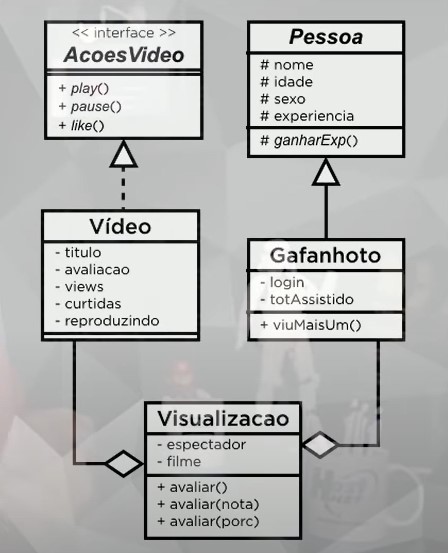 << interface >>
AcoesVideo
+ play()
+ pause()
+ like()
Pessoa
# nome
# idade
# sexo
# experiencia
# ganharExp()
Vídeo
- titulo
- avaliacao
- views
- curtidas
- reproduzindo
Gafanhoto
- login
- totAssistido
+ viuMaisUm()
Visualizacao
- espectador
- filme
+ avaliar()
+ avaliar(nota)
+ avaliar(porc)